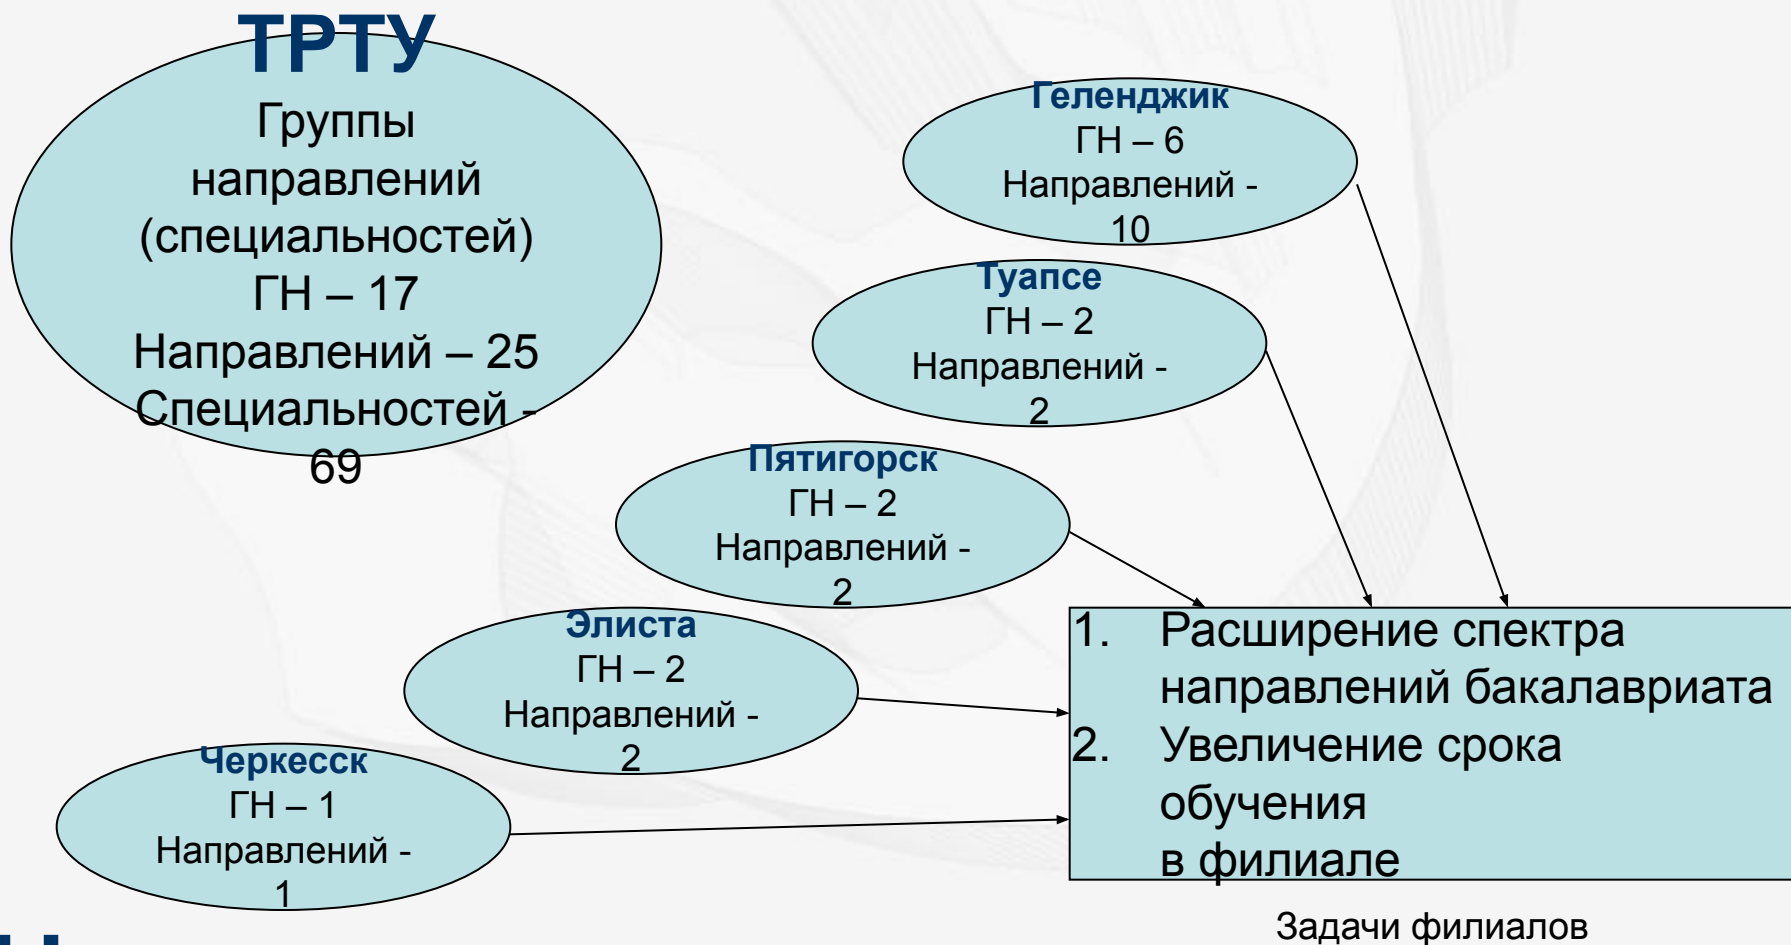 ТРТУ
Группы
направлений
(специальностей)
ГН – 17
Направлений – 25
Специальностей -
69
Геленджик
ГН – 6
Направлений -
10
Туапсе
ГН – 2
Направлений -
2
Пятигорск
ГН – 2
Направлений -
2
Элиста
ГН – 2
Направлений -
2
Черкесск
ГН – 1
Направлений -
1
1. Расширение спектра
направлений бакалавриата
2. Увеличение срока
обучения
в филиале
Задачи филиалов